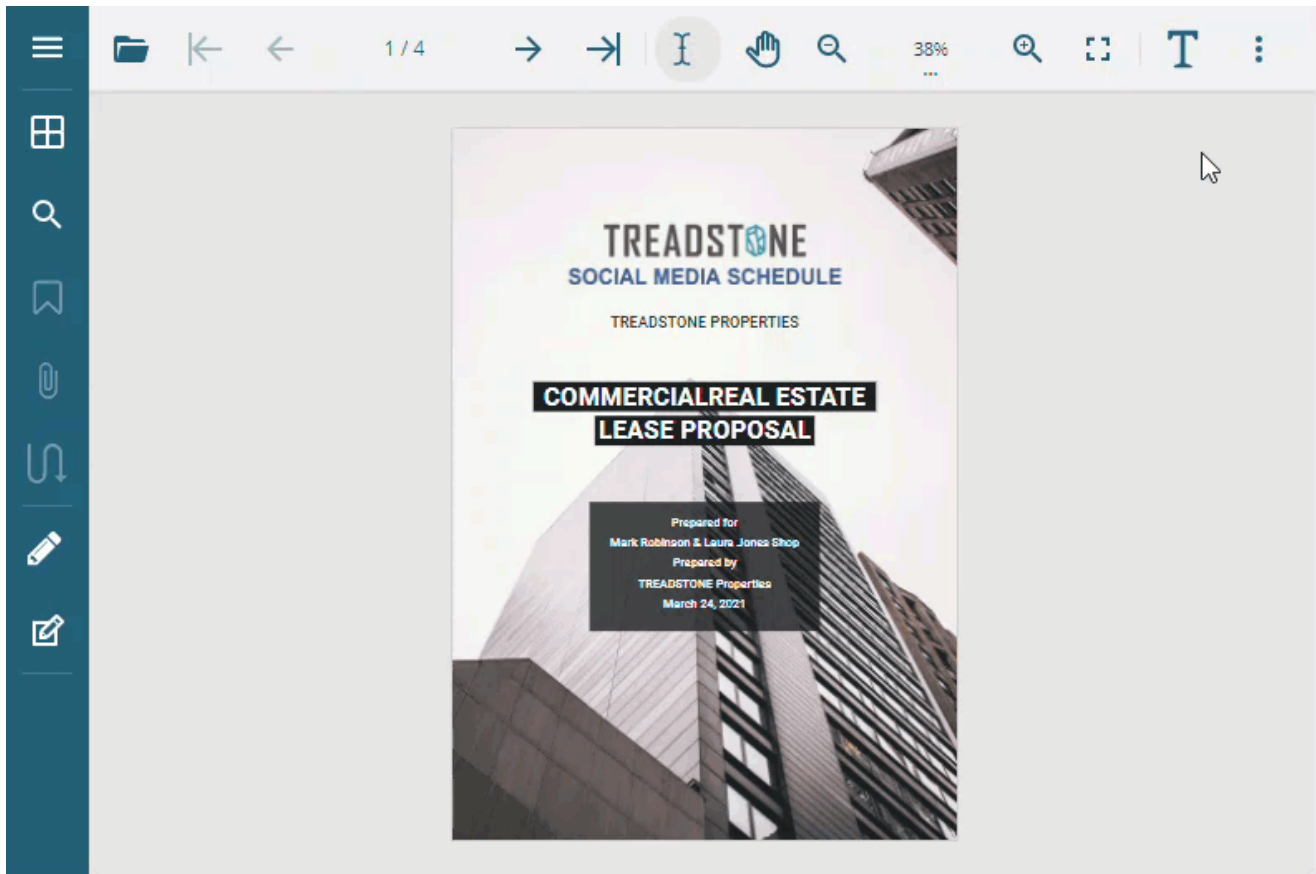 1 / 4
38%
T
TREADSTONE
SOCIAL MEDIA SCHEDULE
TREADSTONE PROPERTIES
COMMERCIALREAL ESTATE
LEASE PROPOSAL
Prepared for
Mark Robinson & Laura Jones Shop
Prepared by
TREADSTONE Properties
March 24, 2021